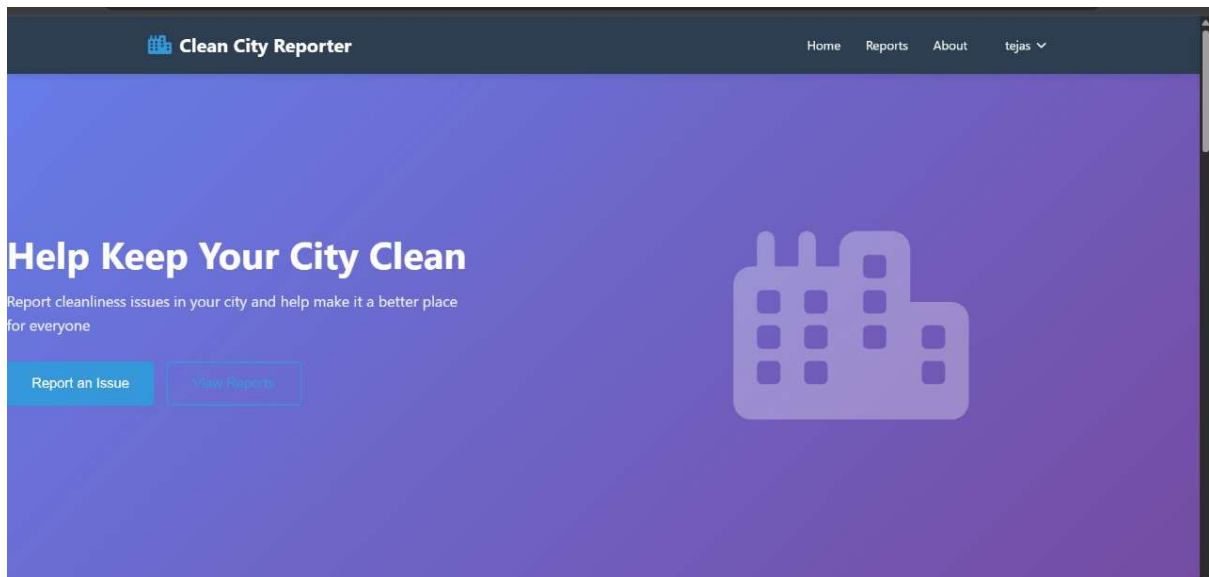 Clean City Reporter
Home Reports About tejas
Help Keep Your City Clean
Report cleanliness issues in your city and help make it a better place
for everyone
Report an Issue View Reports